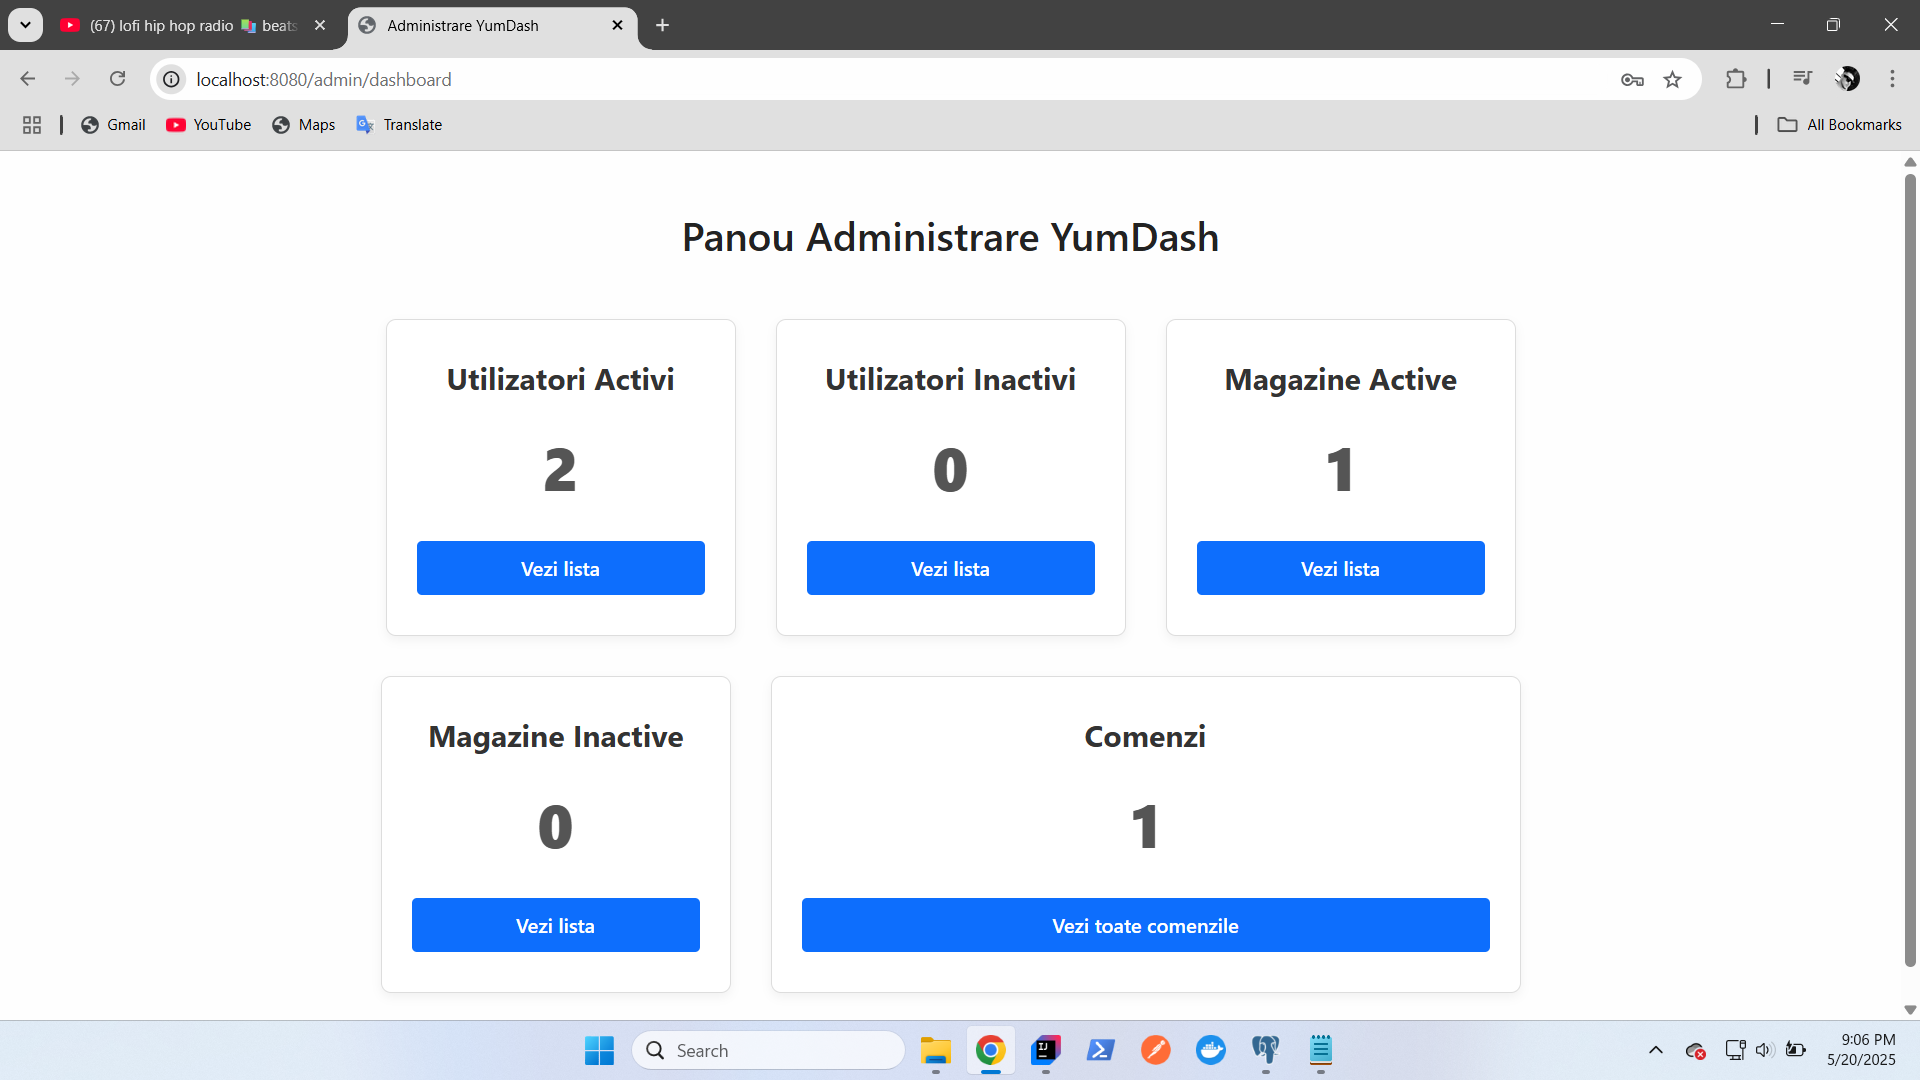 (67) lofi hip hop radio 📚 beats
Administrare YumDash
localhost:8080/admin/dashboard
Gmail
YouTube
Maps
Translate
All Bookmarks
Panou Administrare YumDash
Utilizatori Activi
2
Vezi lista
Utilizatori Inactivi
0
Vezi lista
Magazine Active
1
Vezi lista
Magazine Inactive
0
Vezi lista
Comenzi
1
Vezi toate comenzile
Search
9:06 PM
5/20/2025